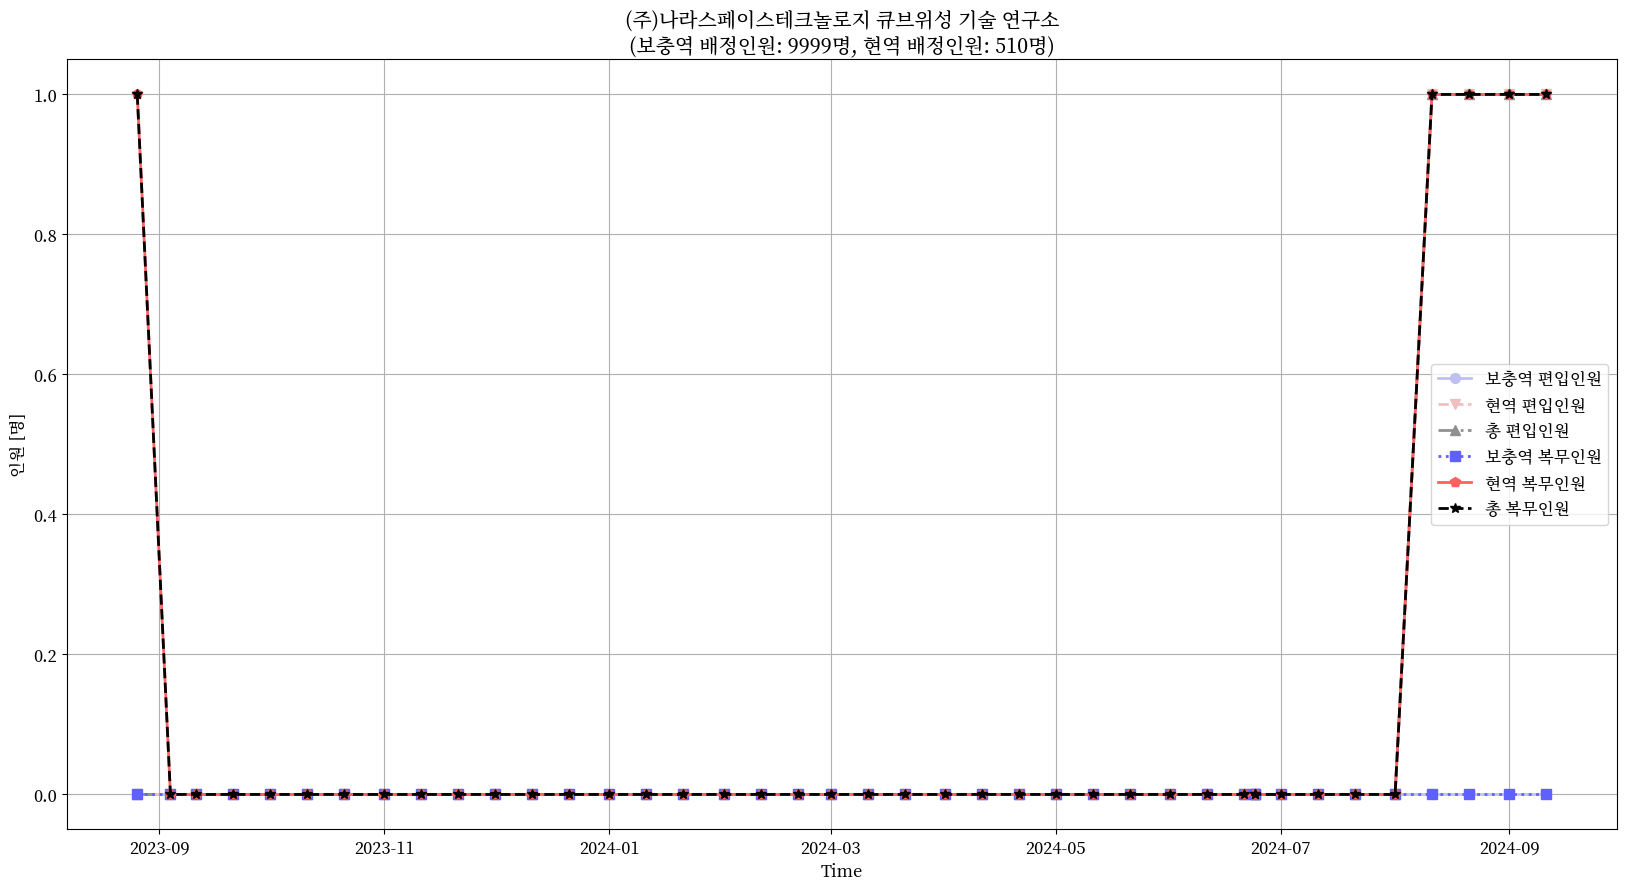 (주)나라스페이스테크놀로지 큐브위성 기술 연구소
(보충역 배정인원: 9999명, 현역 배정인원: 510명)
인원 [명]
1.0
0.8
0.6
0.4
0.2
0.0
보충역 편입인원
현역 편입인원
총 편입인원
보충역 복무인원
현역 복무인원
총 복무인원
2023-09 2023-11 2024-01 2024-03 2024-05 2024-07 2024-09
Time